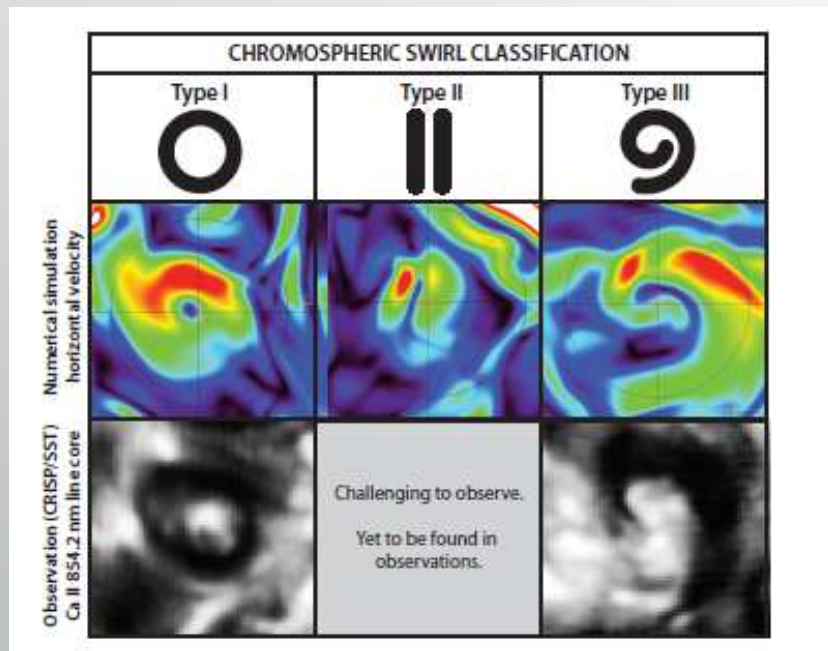 CHROMOSPHERIC SWIRL CLASSIFICATION
Type I
Type II
Type III
Numerical simulation
horizontal velocity
Observation (CRISP/SST)
Ca II 854.2 nm line core
Challenging to observe.
Yet to be found in
observations.